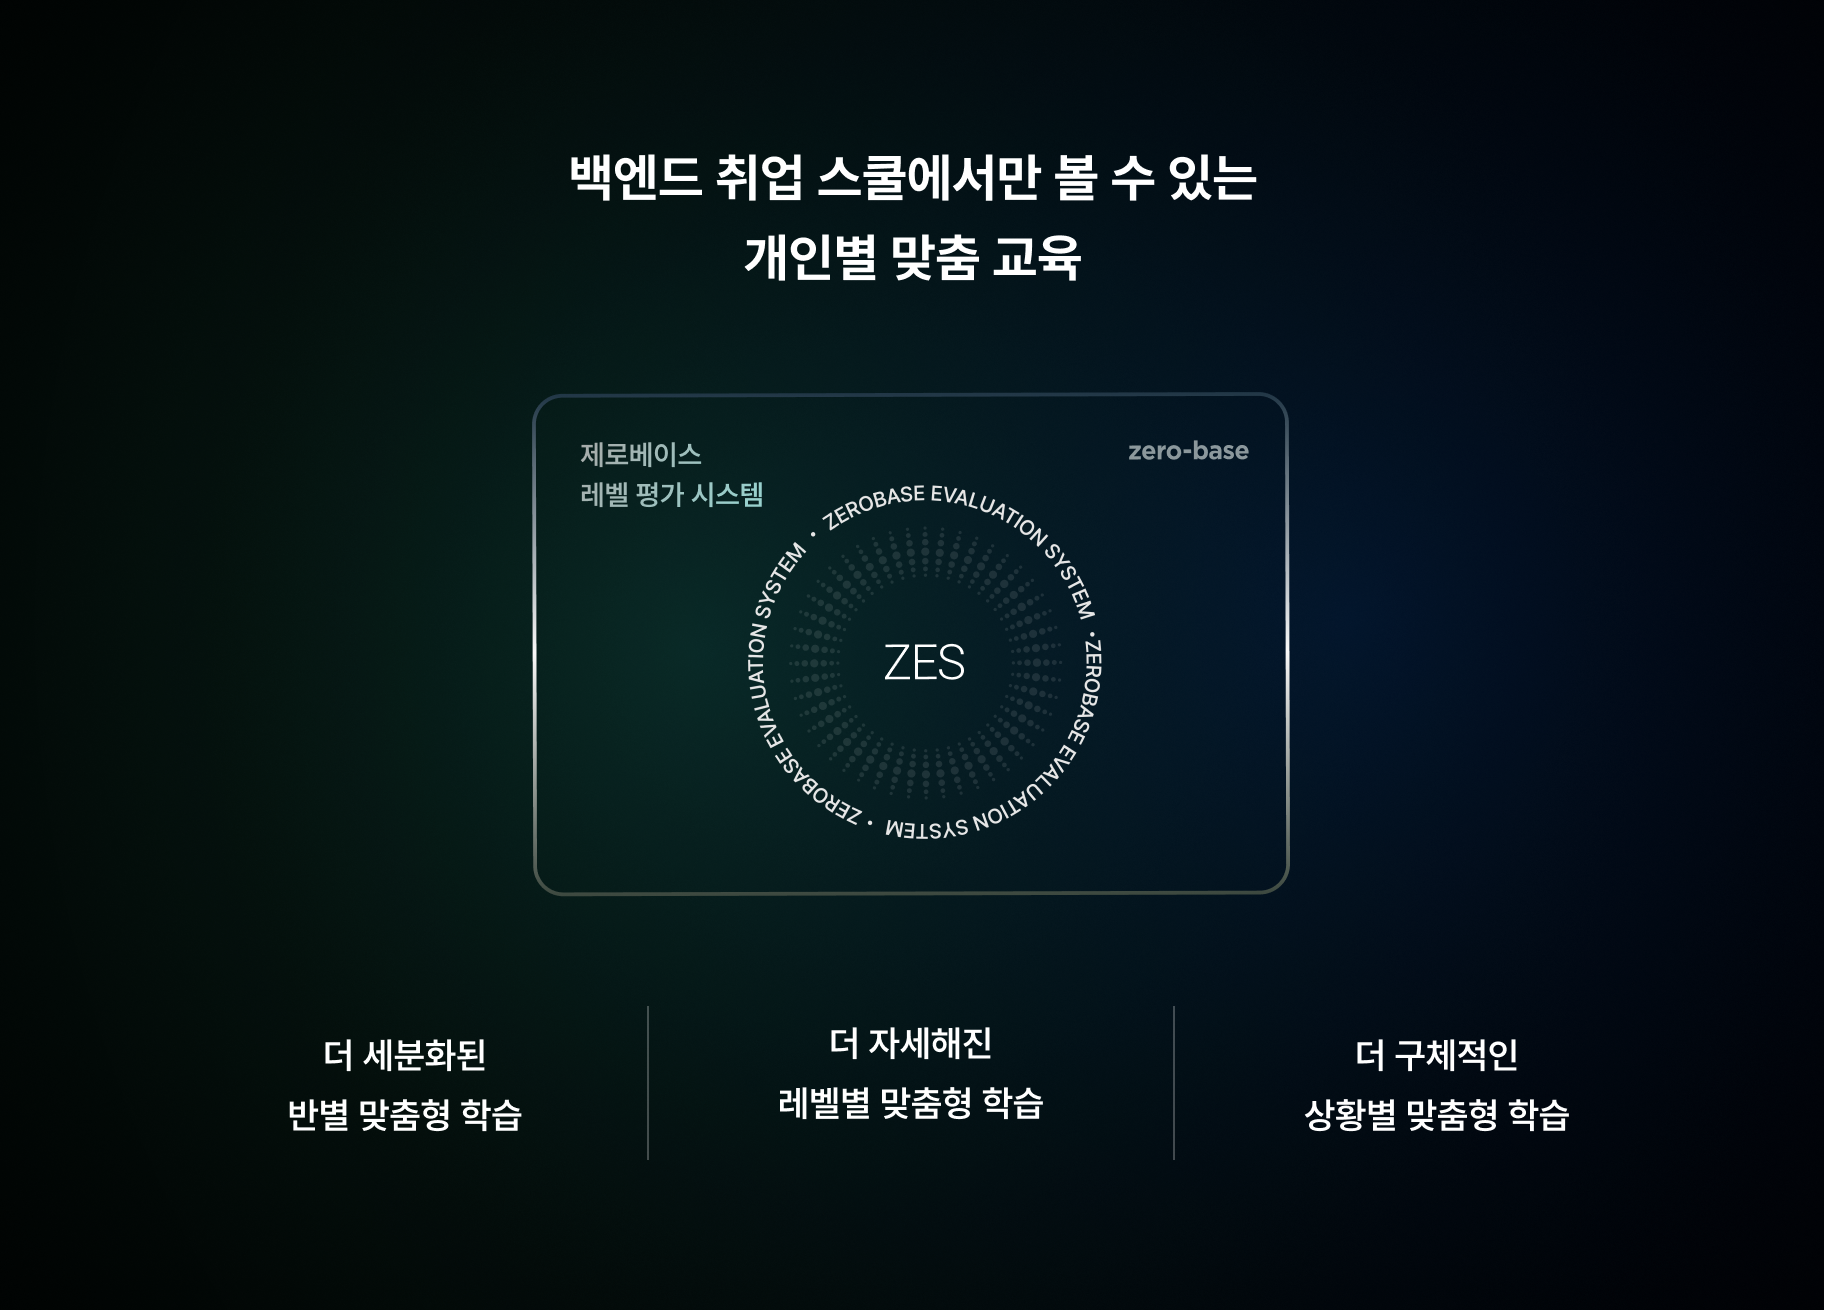 백엔드 취업 스쿨에서만 볼 수 있는
개인별 맞춤 교육
제로베이스
레벨 평가 시스템
zero-base
ZEROBASE EVALUATION SYSTEM •
ZEROBASE EVALUATION SYSTEM •
ZEROBASE EVALUATION SYSTEM •
ZES
더 세분화된
반별 맞춤형 학습
더 자세해진
레벨별 맞춤형 학습
더 구체적인
상황별 맞춤형 학습